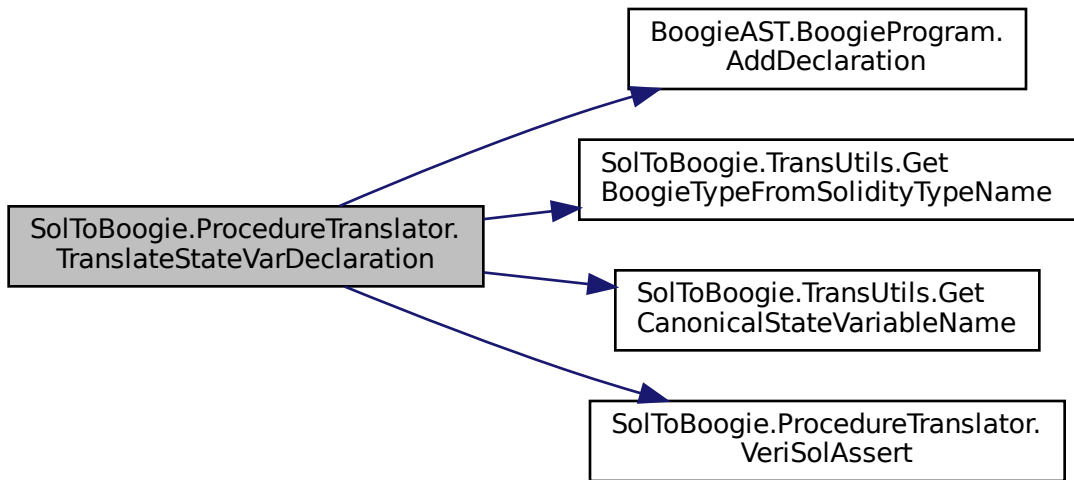 BoogieAST.BoogieProgram.
AddDeclaration
SolToBoogie.TransUtils.Get
BoogieTypeFromSolidityTypeName
SolToBoogie.ProcedureTranslator.
TranslateStateVarDeclaration
SolToBoogie.TransUtils.Get
CanonicalStateVariableName
SolToBoogie.ProcedureTranslator.
VeriSolAssert